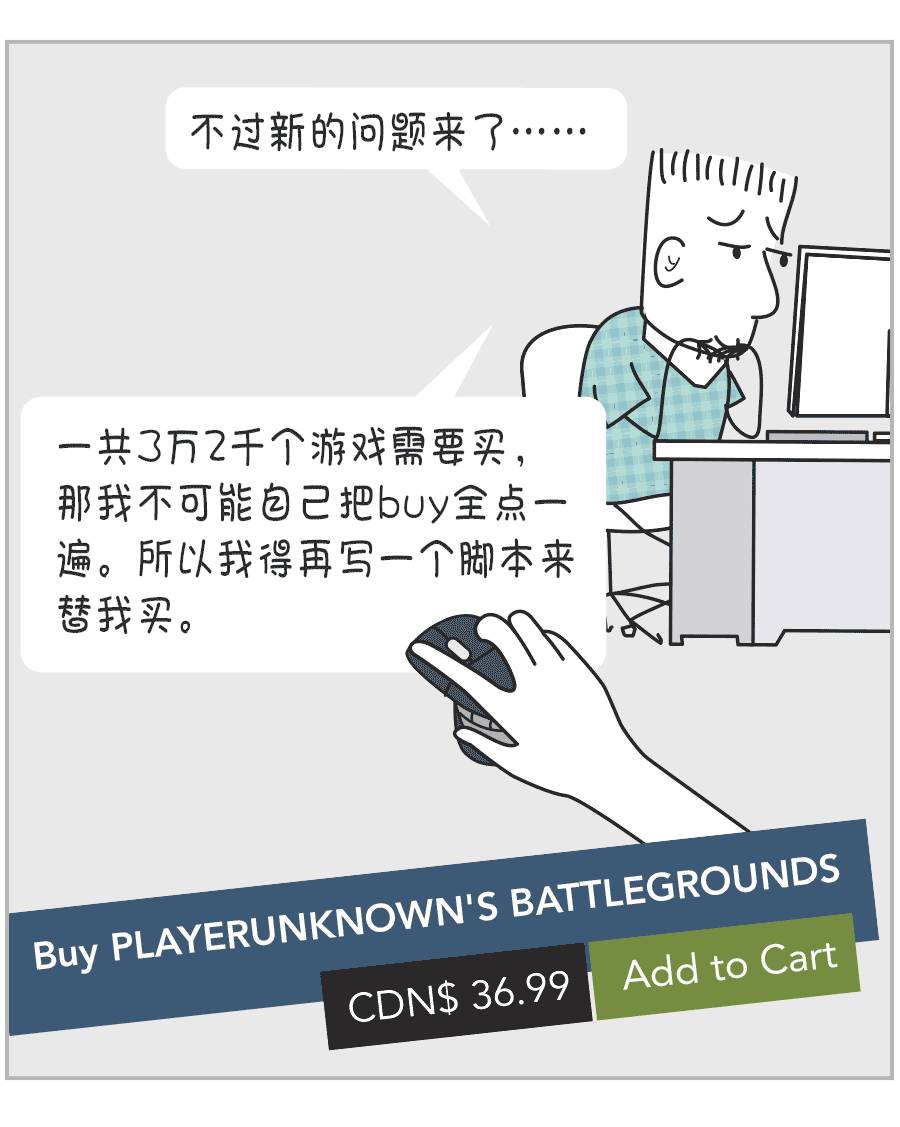 不过新的问题来了……
一共3万2千个游戏需要买，
那我不可能自己把buy全点一
遍。所以我得再写一个脚本来
替我买。
Buy PLAYERUNKNOWN'S BATTLEGROUNDS
CDN$ 36.99
Add to Cart